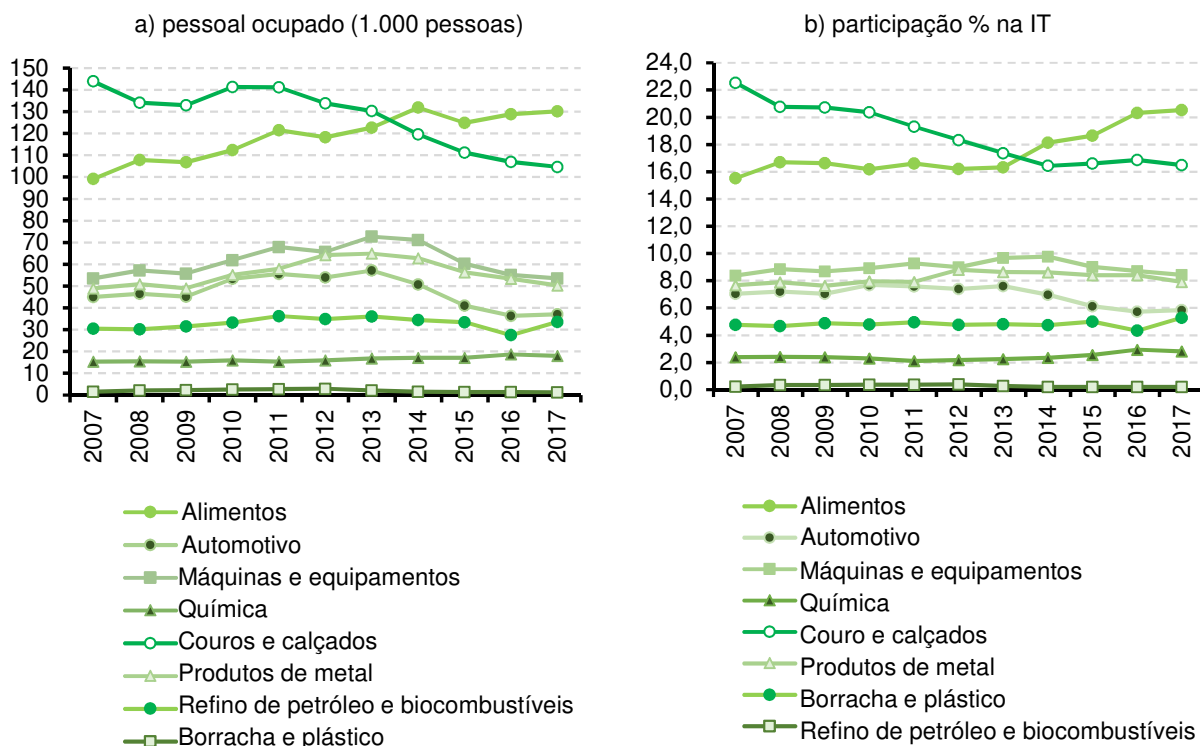 a) pessoal ocupado (1.000 pessoas)
150
140
130
120
110
100
90
80
70
60
50
40
30
20
10
0
2007 2008 2009 2010 2011 2012 2013 2014 2015 2016 2017
Alimentos
Automotivo
Máquinas e equipamentos
Química
Couros e calçados
Produtos de metal
Refino de petróleo e biocombustíveis
Borracha e plástico
b) participação % na IT
24,0
22,0
20,0
18,0
16,0
14,0
12,0
10,0
8,0
6,0
4,0
2,0
0,0
2007 2008 2009 2010 2011 2012 2013 2014 2015 2016 2017
Alimentos
Automotivo
Máquinas e equipamentos
Química
Couro e calçados
Produtos de metal
Borracha e plástico
Refino de petróleo e biocombustíveis